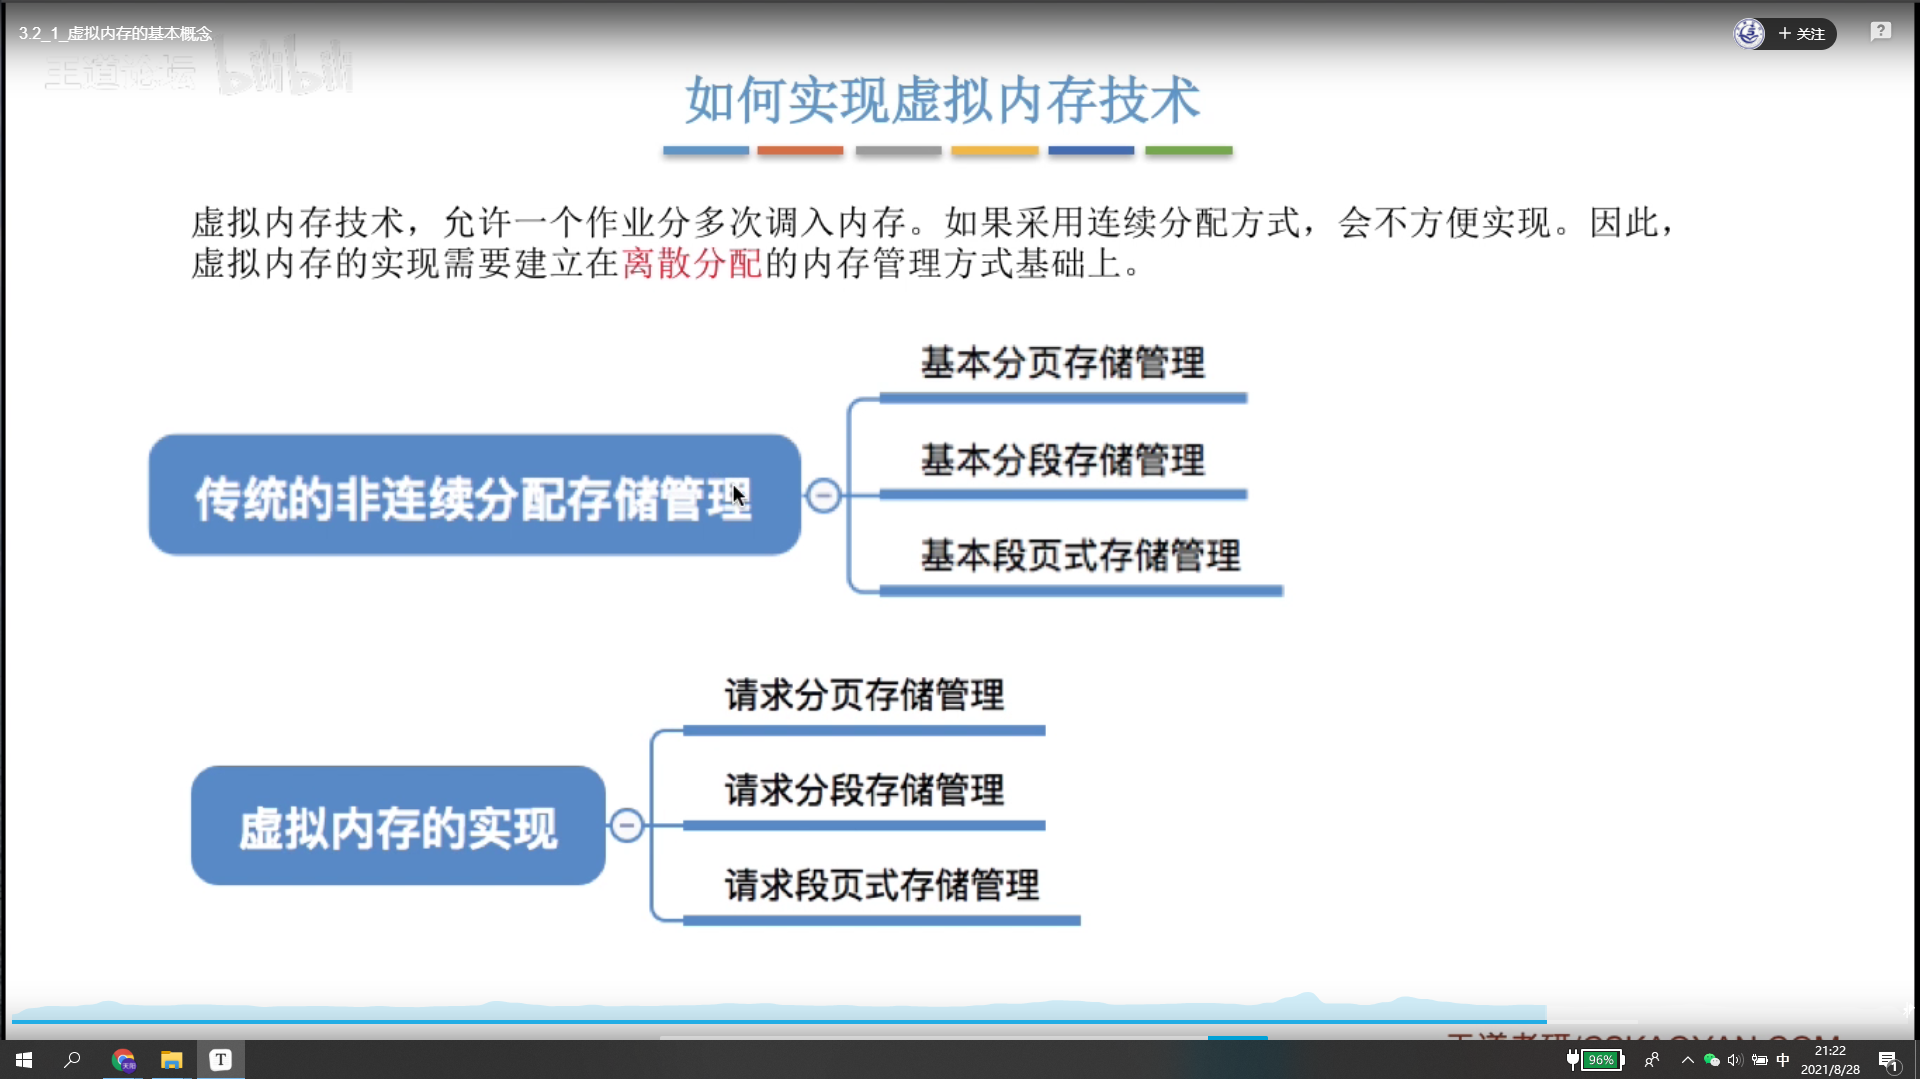 3.2_1_虚拟内存的基本概念
+ 关注
?
王道论坛 bilibili
如何实现虚拟内存技术
虚拟内存技术，允许一个作业分多次调入内存。如果采用连续分配方式，会不方便实现。因此，
虚拟内存的实现需要建立在离散分配的内存管理方式基础上。
基本分页存储管理
基本分段存储管理
传统的非连续分配存储管理
基本段页式存储管理
请求分页存储管理
请求分段存储管理
虚拟内存的实现
请求段页式存储管理
T
96%
中
21:22
2021/8/28
1